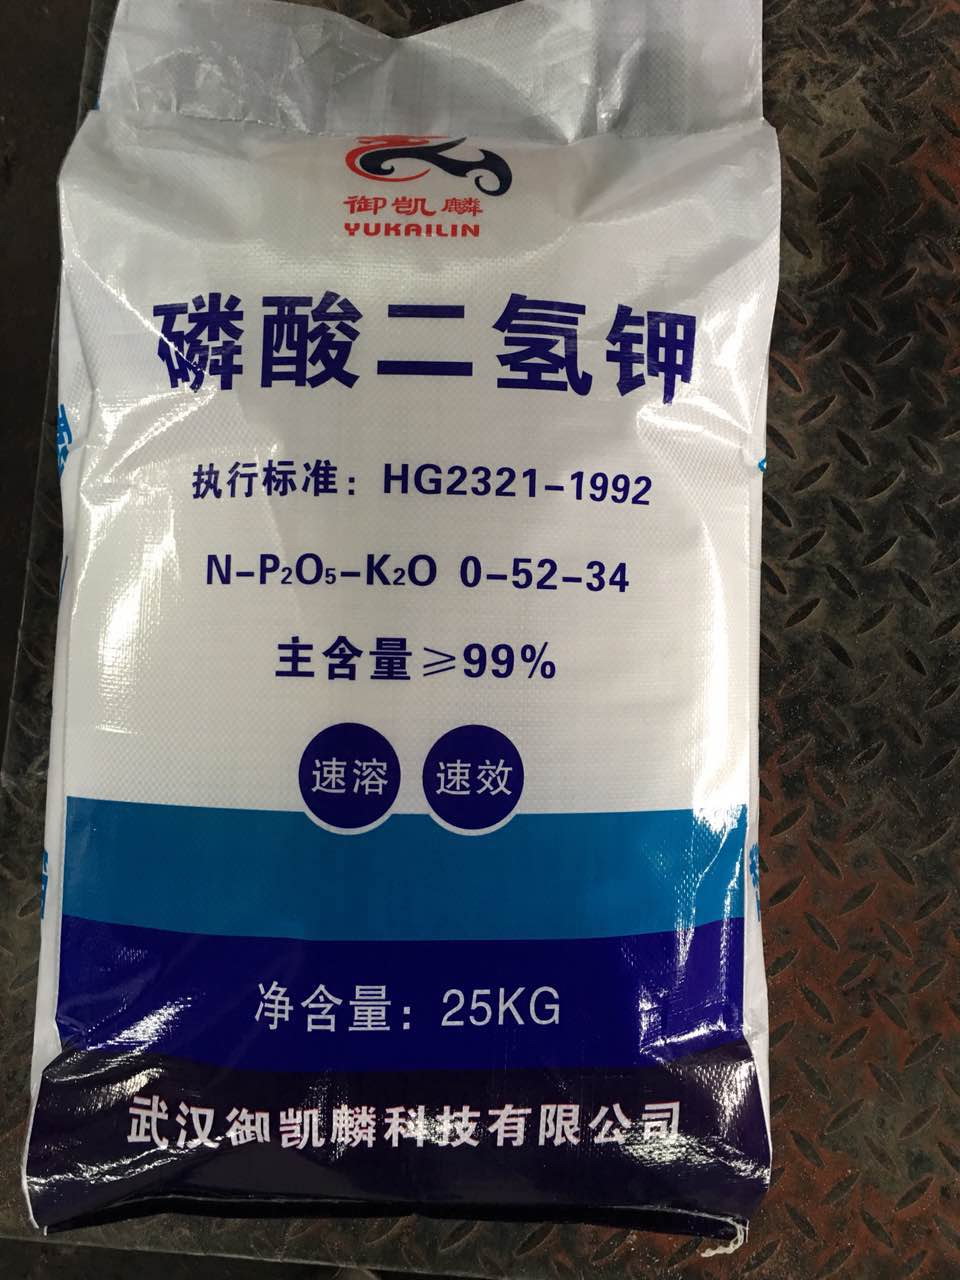 御凯麟
YUKAILIN
磷酸二氢钾
执行标准：HG2321-1992
N-P₂O₅-K₂O 0-52-34
主含量≥99%
速溶 速效
净含量：25KG
武汉御凯麟科技有限公司